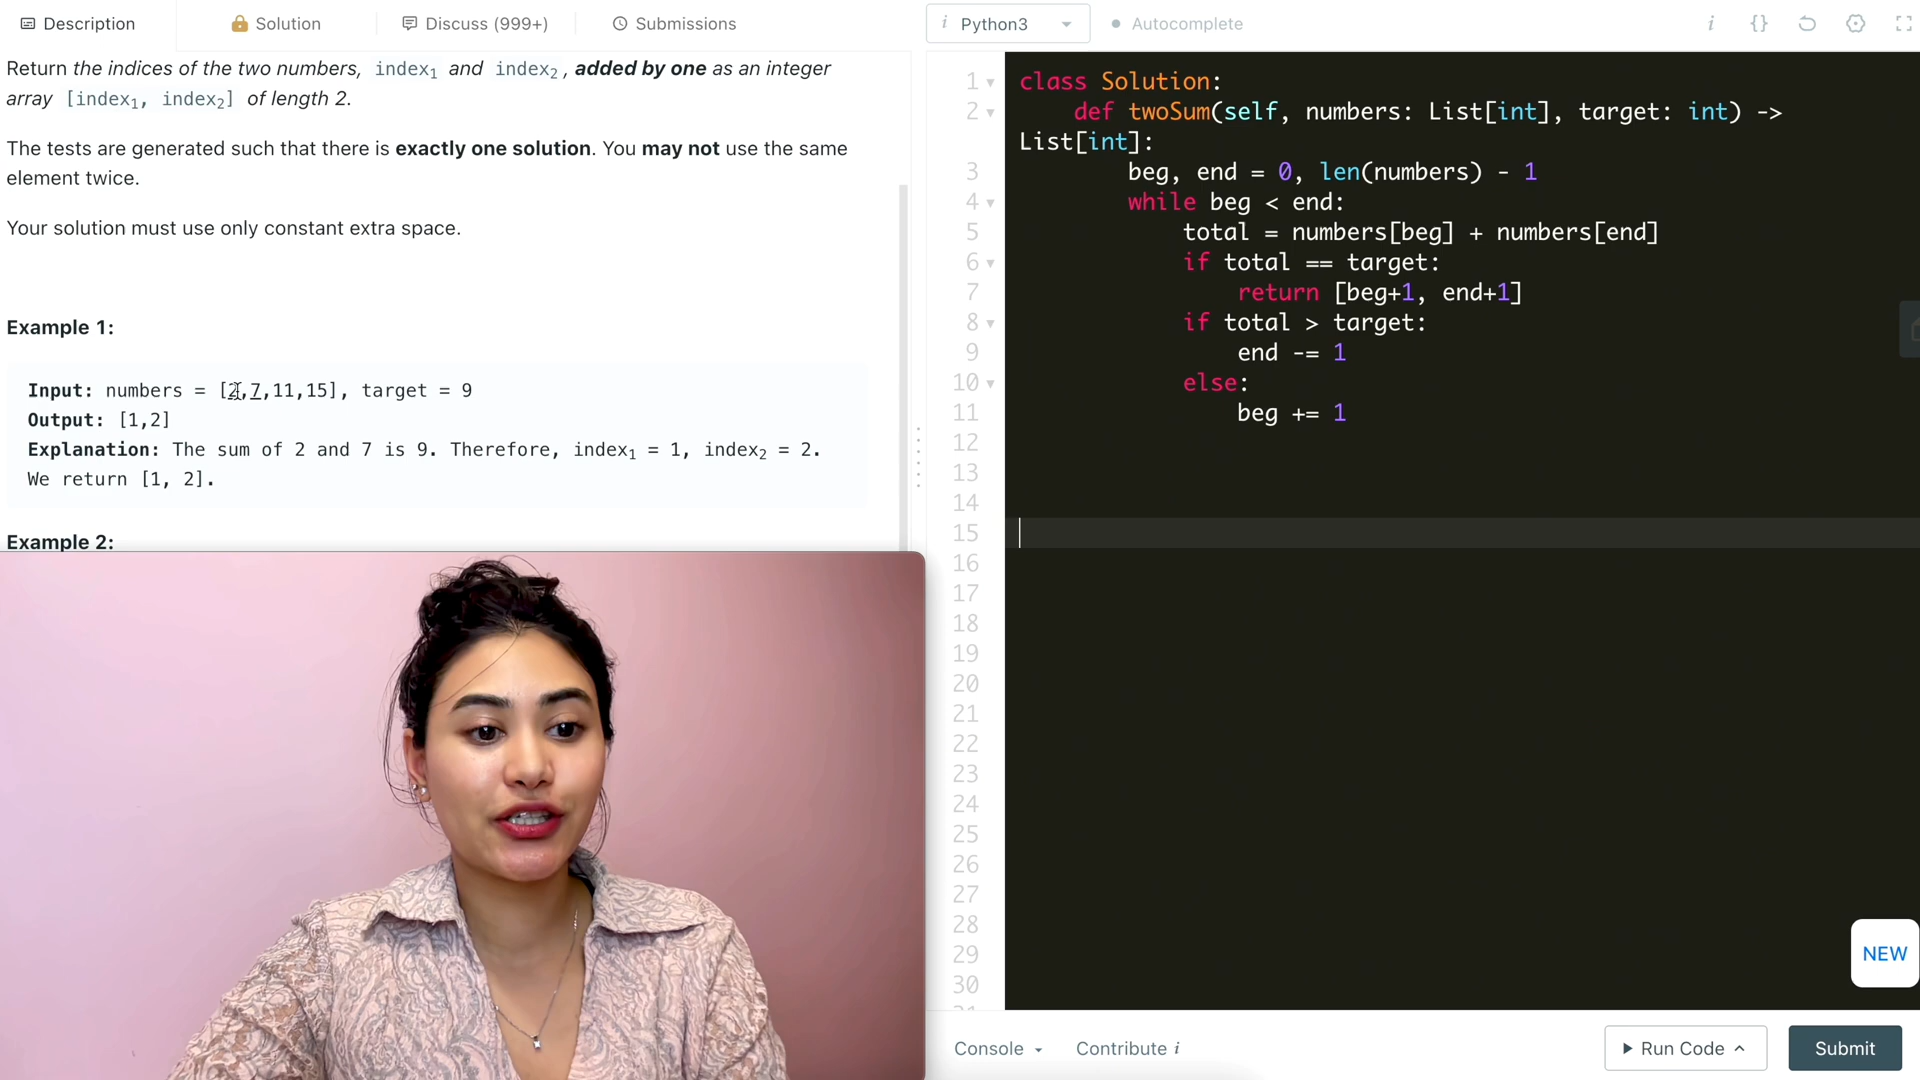 Description
Solution
Discuss (999+)
Submissions
i Python3
Autocomplete
i {}
Return the indices of the two numbers, index₁ and index₂, added by one as an integer
array [index₁, index₂] of length 2.
The tests are generated such that there is exactly one solution. You may not use the same
element twice.
Your solution must use only constant extra space.
Example 1:
Input: numbers = [2,7,11,15], target = 9
Output: [1,2]
Explanation: The sum of 2 and 7 is 9. Therefore, index₁ = 1, index₂ = 2.
We return [1, 2].
Example 2:
1 class Solution:
2     def twoSum(self, numbers: List[int], target: int) ->
List[int]:
3         beg, end = 0, len(numbers) - 1
4         while beg < end:
5             total = numbers[beg] + numbers[end]
6             if total == target:
7                 return [beg+1, end+1]
8             if total > target:
9                 end -= 1
10             else:
11                 beg += 1
12
13
14
15
16
17
18
19
20
21
22
23
24
25
26
27
28
29
30
NEW
Console
Contribute i
Run Code
Submit